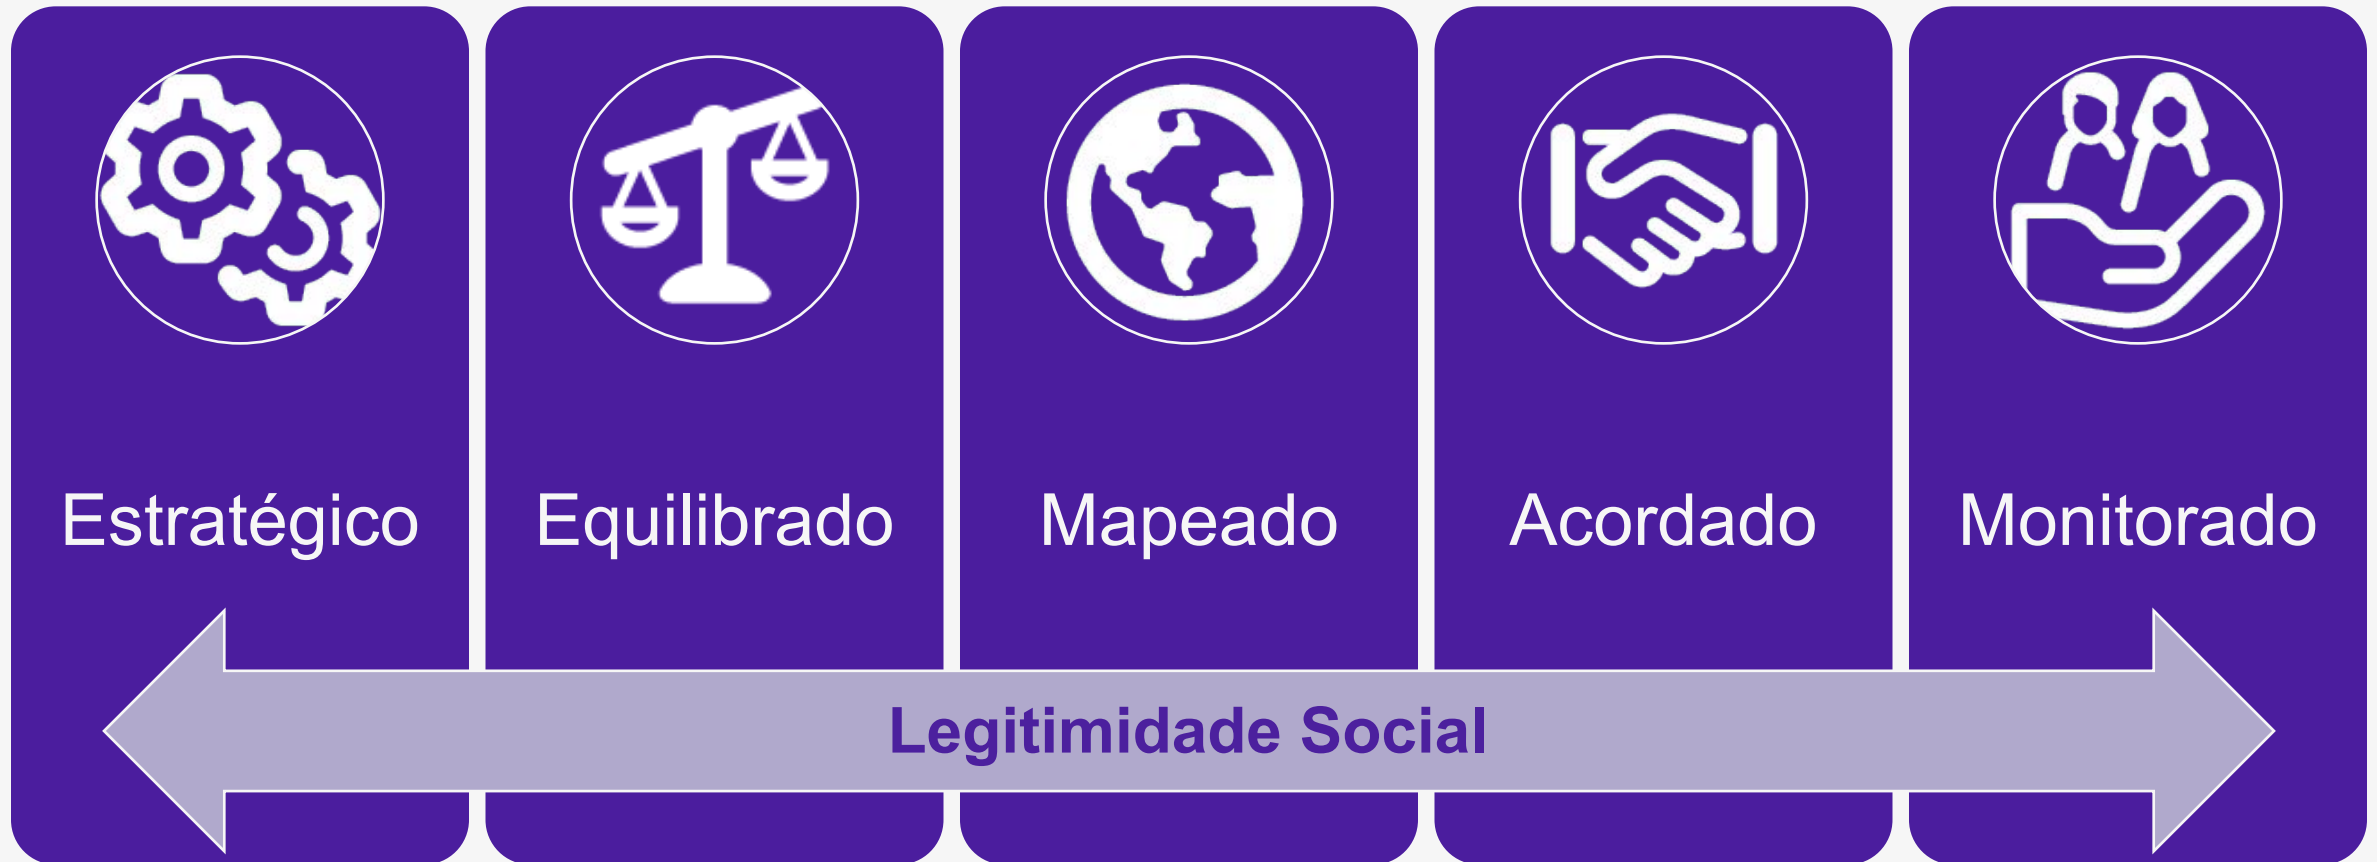 Estratégico
Equilibrado
Mapeado
Acordado
Monitorado
Legitimidade Social